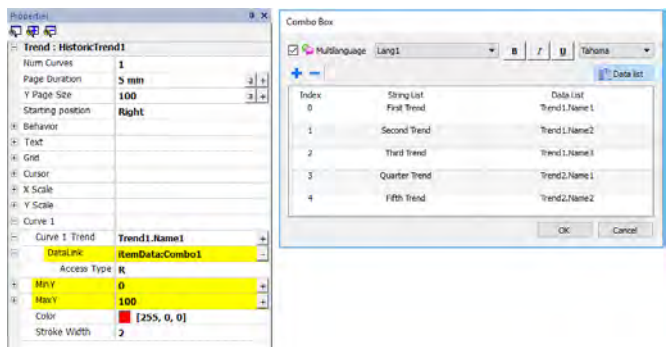 Properties
Trend : HistoricTrend1
Num Curves 1
Page Duration 5 min
Y Page Size 100
Starting position Right
Behavior
Text
Grid
Cursor
X Scale
Y Scale
Curve 1
Curve 1 Trend Trend1.Name1
DataLink itemData:Combo1
Access Type R
MinY 0
MaxY 100
Color [255, 0, 0]
Stroke Width 2
Combo Box
Multilanguage Lang1 B I U Tahoma
Data list
Index String List Data List
0 First Trend Trend1.Name1
1 Second Trend Trend1.Name2
2 Third Trend Trend1.Name3
3 Quarter Trend Trend2.Name1
4 Fifth Trend Trend2.Name2
OK Cancel